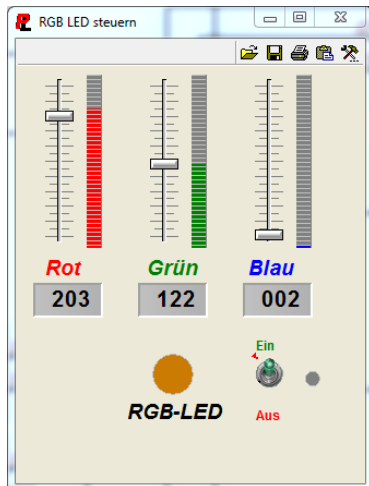 RGB LED steuern
Rot Grün Blau
203 122 002
Ein
RGB-LED
Aus